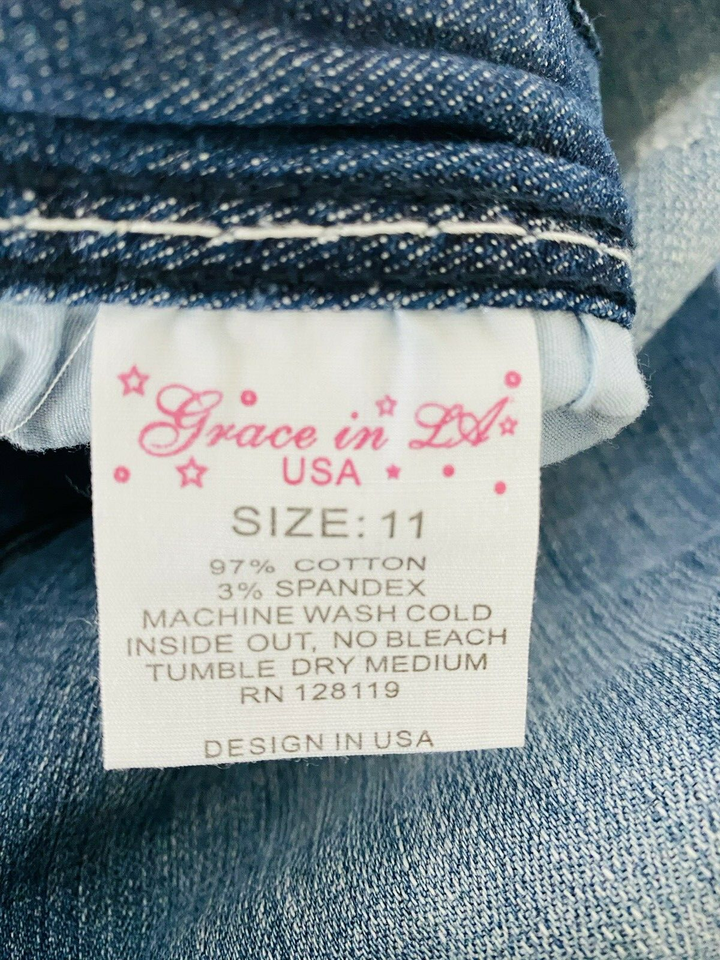 Grace in LA
USA
SIZE: 11
97% COTTON
3% SPANDEX
MACHINE WASH COLD
INSIDE OUT, NO BLEACH
TUMBLE DRY MEDIUM
RN 128119
DESIGN IN USA